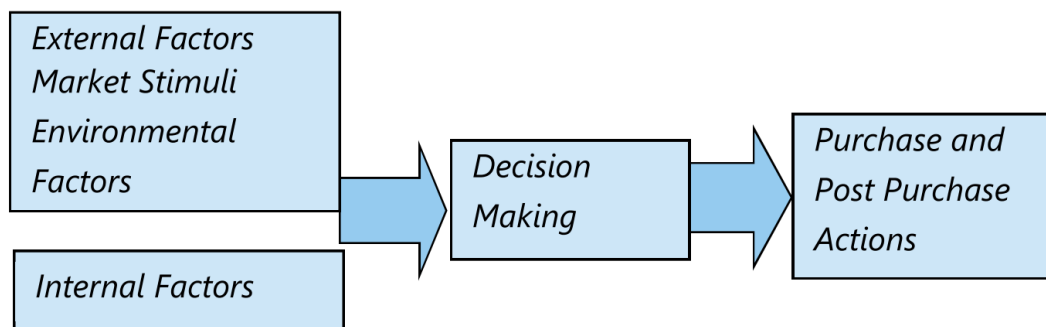 External Factors
Market Stimuli
Environmental
Factors
Internal Factors
Decision
Making
Purchase and
Post Purchase
Actions